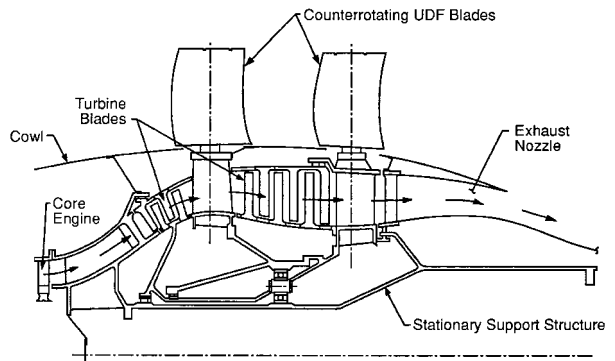 Counterrotating UDF Blades
Turbine
Blades
Cowl
Exhaust
Nozzle
Core
Engine
Stationary Support Structure